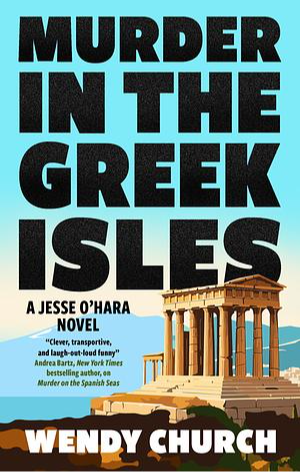 MURDER
IN THE
GREEK
ISLES
A JESSE O'HARA
NOVEL
"Clever, transportive,
and laugh-out-loud funny"
Andrea Bartz, New York Times
bestselling author, on
Murder on the Spanish Seas
WENDY CHURCH